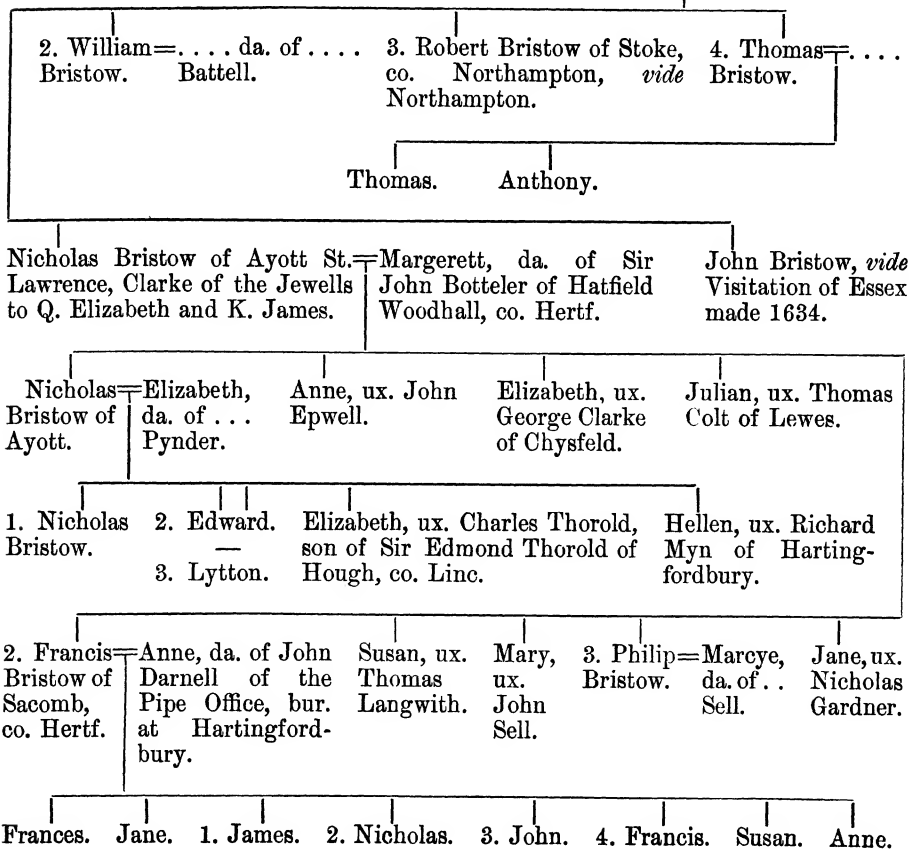 2. William=.... da. of ....
Bristow. Battell.
3. Robert Bristow of Stoke,
co. Northampton, vide
Northampton.
4. Thomas=....
Bristow.
Thomas. Anthony.
Nicholas Bristow of Ayott St.
Lawrence, Clarke of the Jewells
to Q. Elizabeth and K. James.
=Margerett, da. of Sir
John Botteler of Hatfield
Woodhall, co. Hertf.
John Bristow, vide
Visitation of Essex
made 1634.
Nicholas=
Bristow of
Ayott.
Elizabeth,
da. of ...
Pynder.
Anne, ux. John
Epwell.
Elizabeth, ux.
George Clarke
of Chysfeld.
Julian, ux. Thomas
Colt of Lewes.
1. Nicholas
Bristow.
2. Edward.
—
3. Lytton.
Elizabeth, ux. Charles Thorold,
son of Sir Edmond Thorold of
Hough, co. Linc.
Hellen, ux. Richard
Myn of Harting-
fordbury.
2. Francis=
Bristow of
Sacomb,
co. Hertf.
Anne, da. of John
Darnell of the
Pipe Office, bur.
at Hartingford-
bury.
Susan, ux.
Thomas
Langwith.
Mary,
ux.
John
Sell.
3. Philip=
Bristow.
Marcye,
da. of ..
Sell.
Jane, ux.
Nicholas
Gardner.
Frances. Jane. 1. James. 2. Nicholas. 3. John. 4. Francis. Susan. Anne.